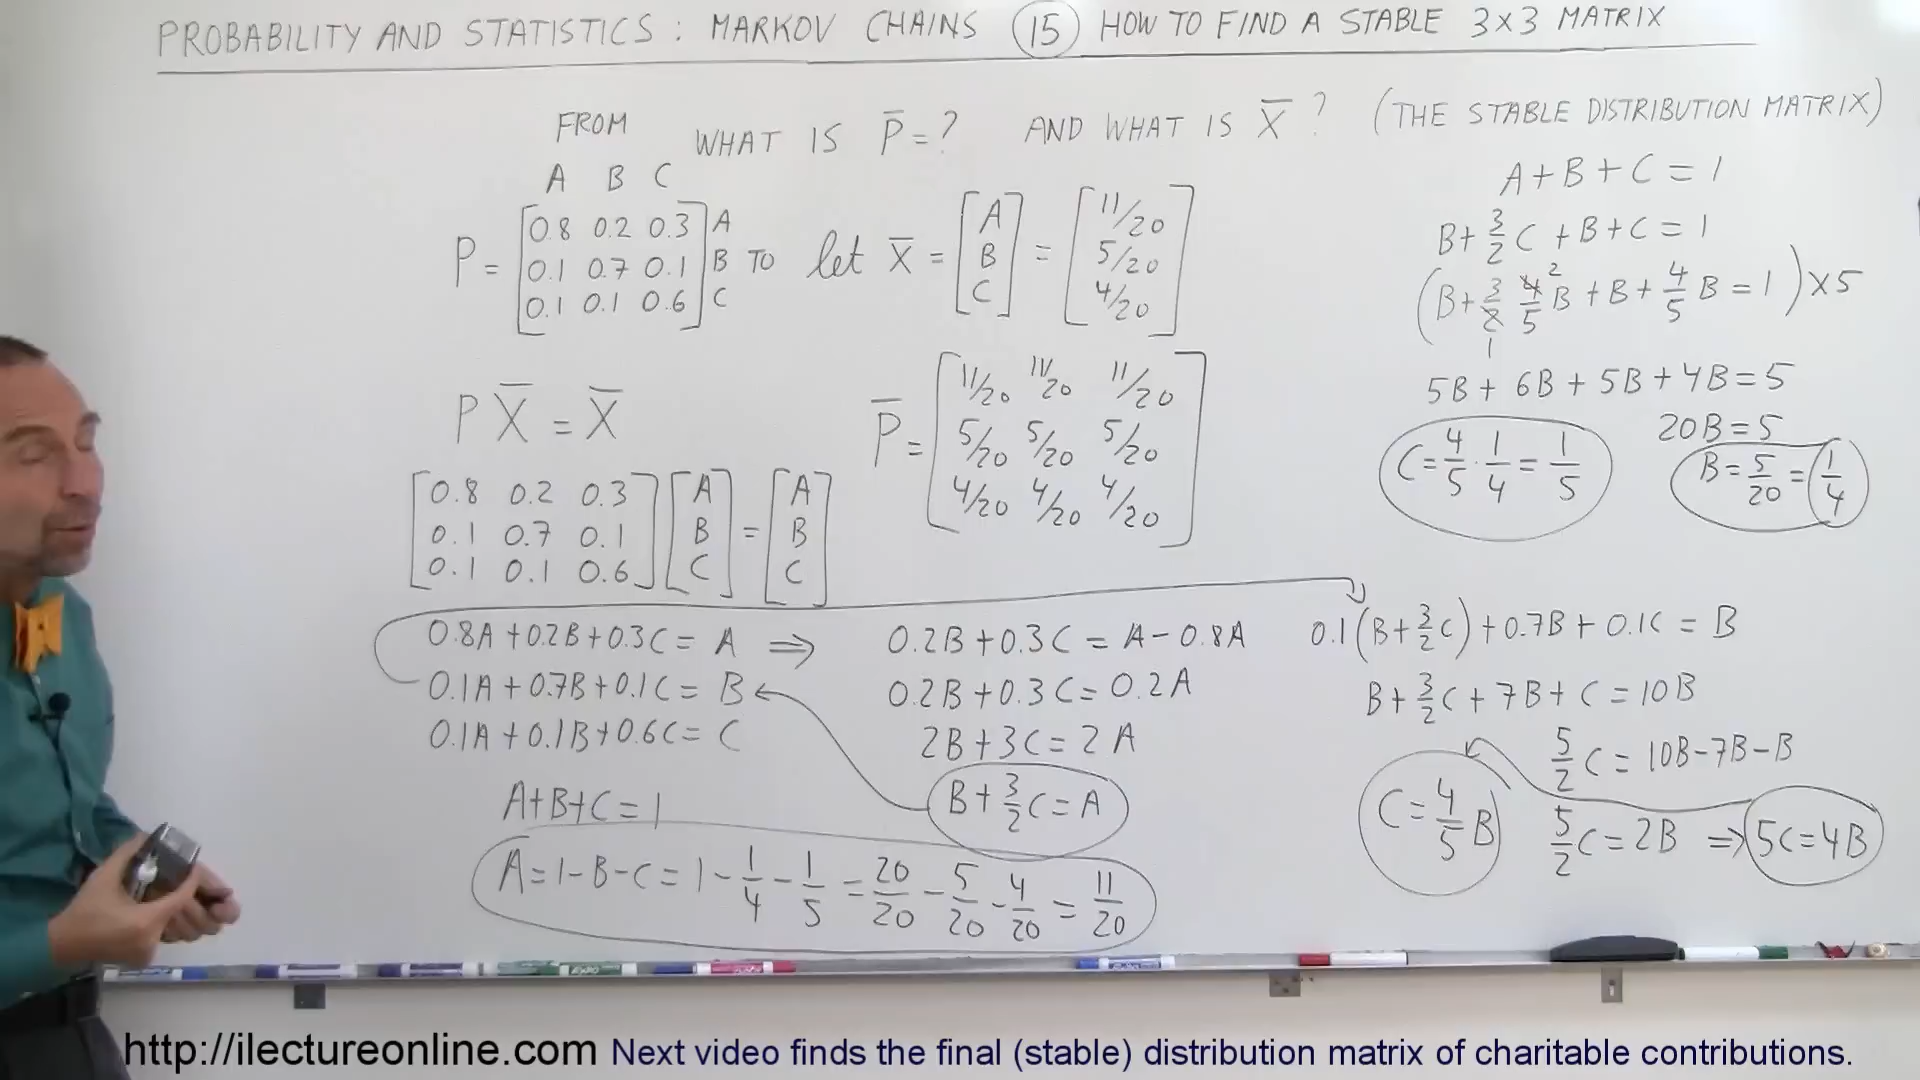 PROBABILITY AND STATISTICS : MARKOV CHAINS 15 HOW TO FIND A STABLE 3×3 MATRIX
FROM WHAT IS P̄ = ? AND WHAT IS X̄ ? (THE STABLE DISTRIBUTION MATRIX)
A B C
P = [0.8 0.2 0.3] A
[0.1 0.7 0.1] B TO
[0.1 0.1 0.6] C
let X̄ = [A B C] = [11/20 5/20 4/20]
P X̄ = X̄
[0.8 0.2 0.3] [A] = [A]
[0.1 0.7 0.1] [B] [B]
[0.1 0.1 0.6] [C] [C]
P̄ = [11/20 11/20 11/20]
[5/20 5/20 5/20]
[4/20 4/20 4/20]
A+B+C = 1
B+3/2 C +B+C = 1
(B+3/2 4/5 B + B + 4/5 B = 1) ×5
2
1
5B + 6B + 5B + 4B = 5
20B = 5
C = 4/5 · 1/4 = 1/5
B = 5/20 = 1/4
0.8A + 0.2B + 0.3C = A ⇒
0.1A + 0.7B + 0.1C = B
0.1A + 0.1B + 0.6C = C
A+B+C = 1
A = 1-B-C = 1 - 1/4 - 1/5 = 20/20 - 5/20 - 4/20 = 11/20
0.2B + 0.3C = A - 0.8A
0.2B + 0.3C = 0.2A
2B + 3C = 2A
B + 3/2 C = A
0.1(B+3/2 C) + 0.7B + 0.1C = B
B + 3/2 C + 7B + C = 10B
5/2 C = 10B-7B-B
5/2 C = 2B ⇒ 5C = 4B
C = 4/5 B
EXPO
http://ilectureonline.com Next video finds the final (stable) distribution matrix of charitable contributions.